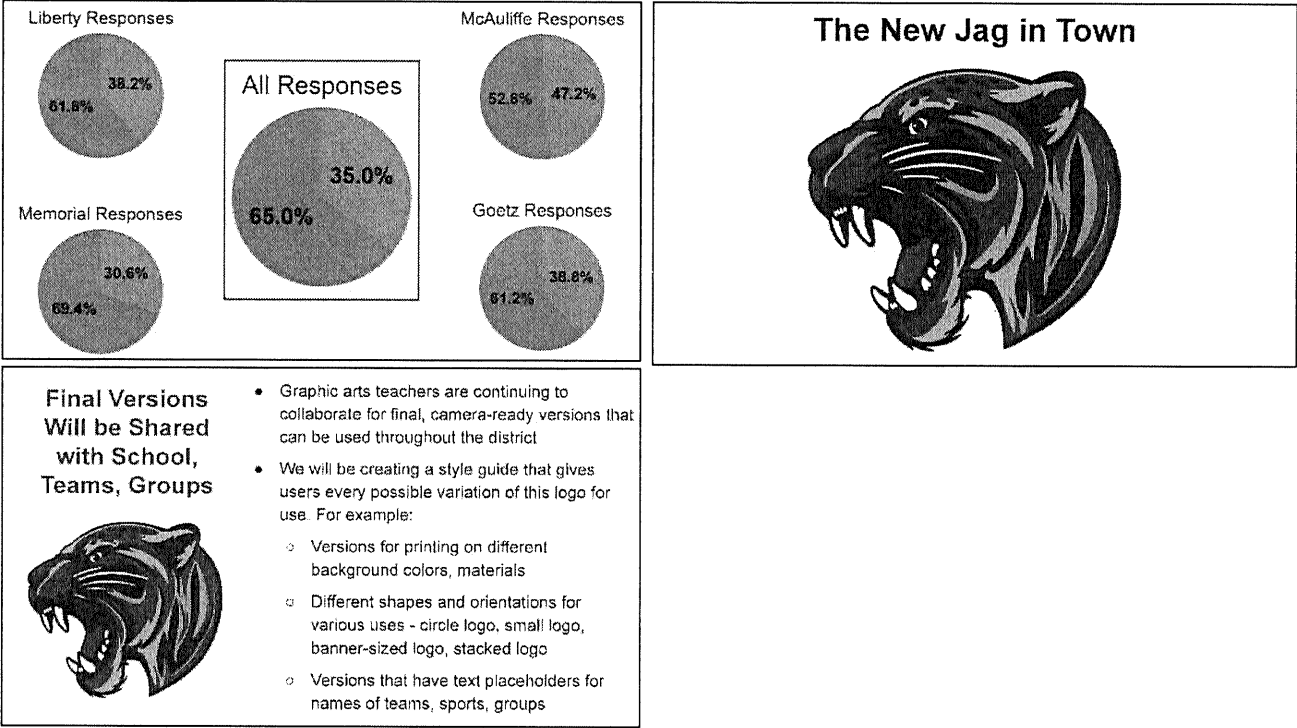 Liberty Responses
38.2%
61.8%
McAuliffe Responses
52.8%
47.2%
All Responses
35.0%
65.0%
Memorial Responses
30.6%
69.4%
Goetz Responses
38.8%
61.2%
The New Jag in Town
Final Versions
Will be Shared
with School,
Teams, Groups
• Graphic arts teachers are continuing to
collaborate for final, camera-ready versions that
can be used throughout the district
• We will be creating a style guide that gives
users every possible variation of this logo for
use. For example:
○ Versions for printing on different
background colors, materials
○ Different shapes and orientations for
various uses - circle logo, small logo,
banner-sized logo, stacked logo
○ Versions that have text placeholders for
names of teams, sports, groups